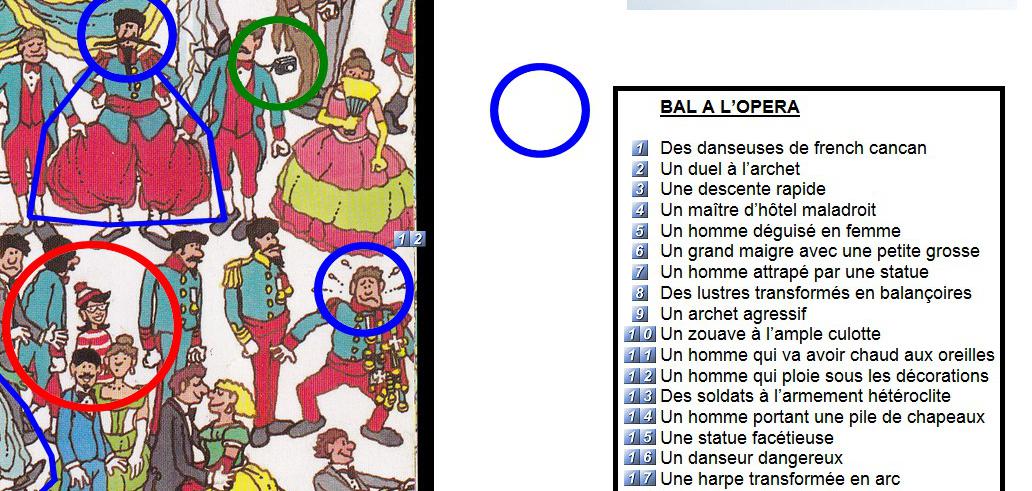 12
BAL A L’OPERA
1 Des danseuses de french cancan
2 Un duel à l’archet
3 Une descente rapide
4 Un maître d’hôtel maladroit
5 Un homme déguisé en femme
6 Un grand maigre avec une petite grosse
7 Un homme attrapé par une statue
8 Des lustres transformés en balançoires
9 Un archet agressif
10 Un zouave à l’ample culotte
11 Un homme qui va avoir chaud aux oreilles
12 Un homme qui ploie sous les décorations
13 Des soldats à l’armement hétéroclite
14 Un homme portant une pile de chapeaux
15 Une statue facétieuse
16 Un danseur dangereux
17 Une harpe transformée en arc